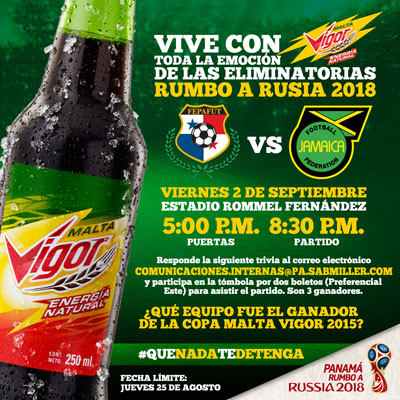 VIVE CON MALTA Vigor ENERGÍA NATURAL
TODA LA EMOCIÓN
DE LAS ELIMINATORIAS
RUMBO A RUSIA 2018
FEPAFUT
VS
FOOTBALL
JAMAICA
FEDERATION
VIERNES 2 DE SEPTIEMBRE
ESTADIO ROMMEL FERNÁNDEZ
5:00 P.M. 8:30 P.M.
PUERTAS PARTIDO
Responde la siguiente trivia al correo electrónico
COMUNICACIONES.INTERNAS@PA.SABMILLER.COM
y participa en la tómbola por dos boletos (Preferencial
Este) para asistir el partido. Son 3 ganadores.
¿QUÉ EQUIPO FUE EL GANADOR
DE LA COPA MALTA VIGOR 2015?
#QUENADATEDETENGA
FECHA LÍMITE:
JUEVES 25 DE AGOSTO
PANAMÁ
RUMBO A
RUSSIA 2018
MALTA
Vigor
ENERGÍA
NATURAL
CONT
NETO
250 ml